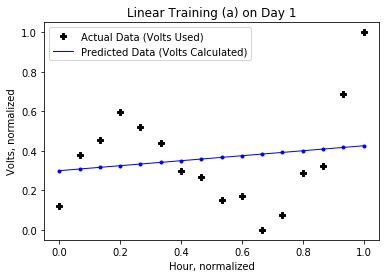 Linear Training (a) on Day 1
Actual Data (Volts Used)
Predicted Data (Volts Calculated)
Volts, normalized
1.0
0.8
0.6
0.4
0.2
0.0
0.0 0.2 0.4 0.6 0.8 1.0
Hour, normalized